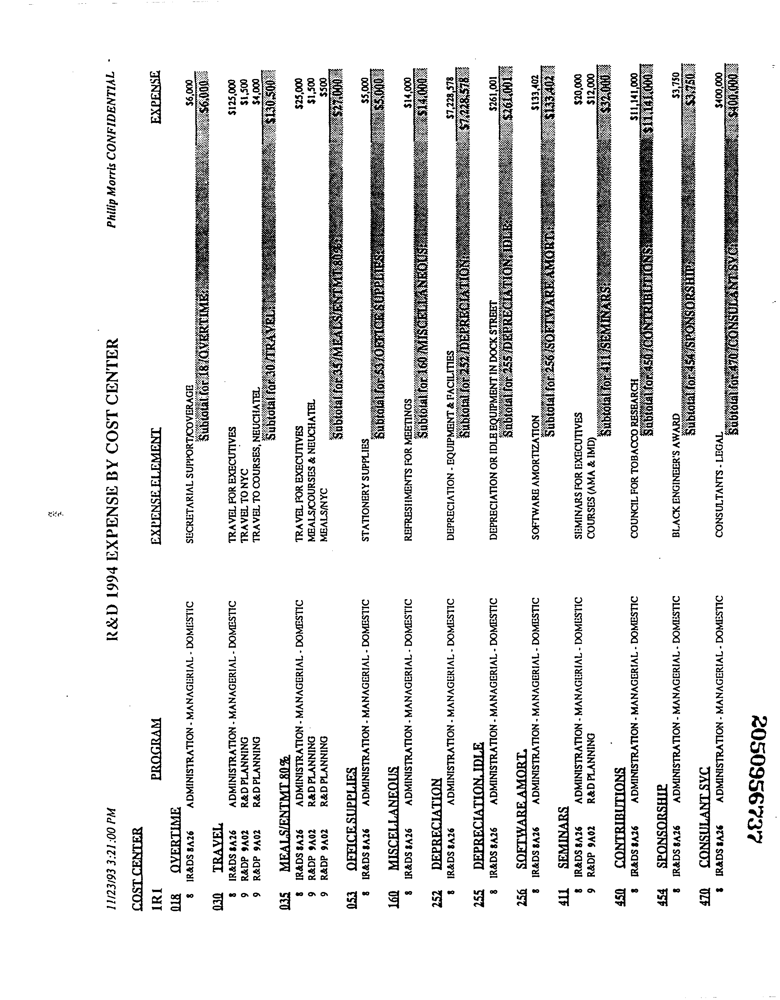 11/23/93 3:21:00 PM R&D 1994 EXPENSE BY COST CENTER Philip Morris CONFIDENTIAL
COST CENTER
IR1 PROGRAM EXPENSE ELEMENT EXPENSE
018 OVERTIME
8 IR&DS 8A26 ADMINISTRATION - MANAGERIAL - DOMESTIC SECRETARIAL SUPPORT/COVERAGE $6,000
Subtotal for 18 /OVERTIME: $6,000
030 TRAVEL
8 IR&DS 8A26 ADMINISTRATION - MANAGERIAL - DOMESTIC TRAVEL FOR EXECUTIVES $125,000
9 R&DP 9A02 R&D PLANNING TRAVEL TO NYC $1,500
9 R&DP 9A02 R&D PLANNING TRAVEL TO COURSES, NEUCHATEL $4,000
Subtotal for 30 /TRAVEL: $130,500
035 MEALS/ENTMT 80%
8 IR&DS 8A26 ADMINISTRATION - MANAGERIAL - DOMESTIC TRAVEL FOR EXECUTIVES $25,000
9 R&DP 9A02 R&D PLANNING MEALS/COURSES & NEUCHATEL $1,500
9 R&DP 9A02 R&D PLANNING MEALS/NYC $500
Subtotal for 35 /MEALS/ENTMT 80%: $27,000
053 OFFICE SUPPLIES
8 IR&DS 8A26 ADMINISTRATION - MANAGERIAL - DOMESTIC STATIONERY SUPPLIES $5,000
Subtotal for 53 /OFFICE SUPPLIES: $5,000
160 MISCELLANEOUS
8 IR&DS 8A26 ADMINISTRATION - MANAGERIAL - DOMESTIC REFRESHMENTS FOR MEETINGS $14,000
Subtotal for 160 /MISCELLANEOUS: $14,000
252 DEPRECIATION
8 IR&DS 8A26 ADMINISTRATION - MANAGERIAL - DOMESTIC DEPRECIATION - EQUIPMENT & FACILITIES $7,228,578
Subtotal for 252 /DEPRECIATION: $7,228,578
255 DEPRECIATION, IDLE
8 IR&DS 8A26 ADMINISTRATION - MANAGERIAL - DOMESTIC DEPRECIATION OR IDLE EQUIPMENT IN DOCK STREET $261,001
Subtotal for 255 /DEPRECIATION, IDLE: $261,001
256 SOFTWARE AMORT.
8 IR&DS 8A26 ADMINISTRATION - MANAGERIAL - DOMESTIC SOFTWARE AMORTIZATION $133,402
Subtotal for 256 /SOFTWARE AMORT.: $133,402
411 SEMINARS
8 IR&DS 8A26 ADMINISTRATION - MANAGERIAL - DOMESTIC SEMINARS FOR EXECUTIVES $20,000
9 R&DP 9A02 R&D PLANNING COURSES (AMA & IMD) $12,000
Subtotal for 411 /SEMINARS: $32,000
450 CONTRIBUTIONS
8 IR&DS 8A26 ADMINISTRATION - MANAGERIAL - DOMESTIC COUNCIL FOR TOBACCO RESEARCH $11,141,000
Subtotal for 450 /CONTRIBUTIONS: $11,141,000
454 SPONSORSHIP
8 IR&DS 8A26 ADMINISTRATION - MANAGERIAL - DOMESTIC BLACK ENGINEER'S AWARD $3,750
Subtotal for 454 /SPONSORSHIP: $3,750
470 CONSULANT SVC
8 IR&DS 8A26 ADMINISTRATION - MANAGERIAL - DOMESTIC CONSULTANTS - LEGAL $400,000
Subtotal for 470 /CONSULANT SVC: $400,000
2050956737